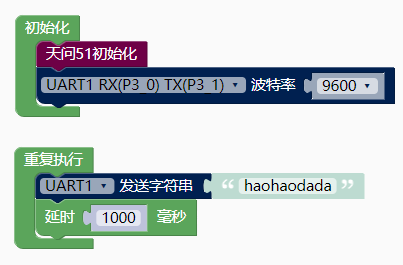 初始化
天问51初始化
UART1 RX(P3_0) TX(P3_1) 波特率 9600
重复执行
UART1 发送字符串 “ haohaodada ”
延时 1000 毫秒